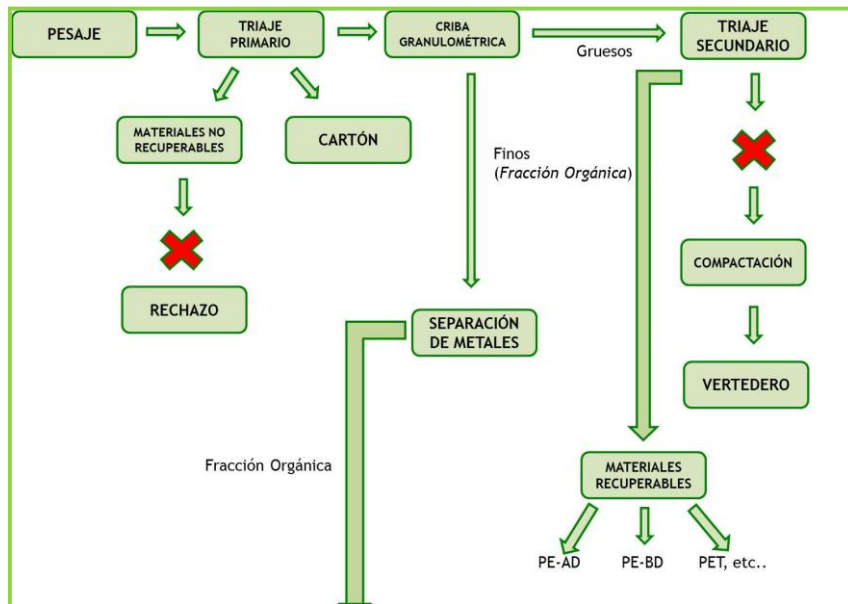 PESAJE
TRIAJE
PRIMARIO
CRIBA
GRANULOMÉTRICA
Gruesos
TRIAJE
SECUNDARIO
MATERIALES NO
RECUPERABLES
CARTÓN
Finos
(Fracción Orgánica)
COMPACTACIÓN
RECHAZO
SEPARACIÓN
DE METALES
VERTEDERO
Fracción Orgánica
MATERIALES
RECUPERABLES
PE-AD
PE-BD
PET, etc..